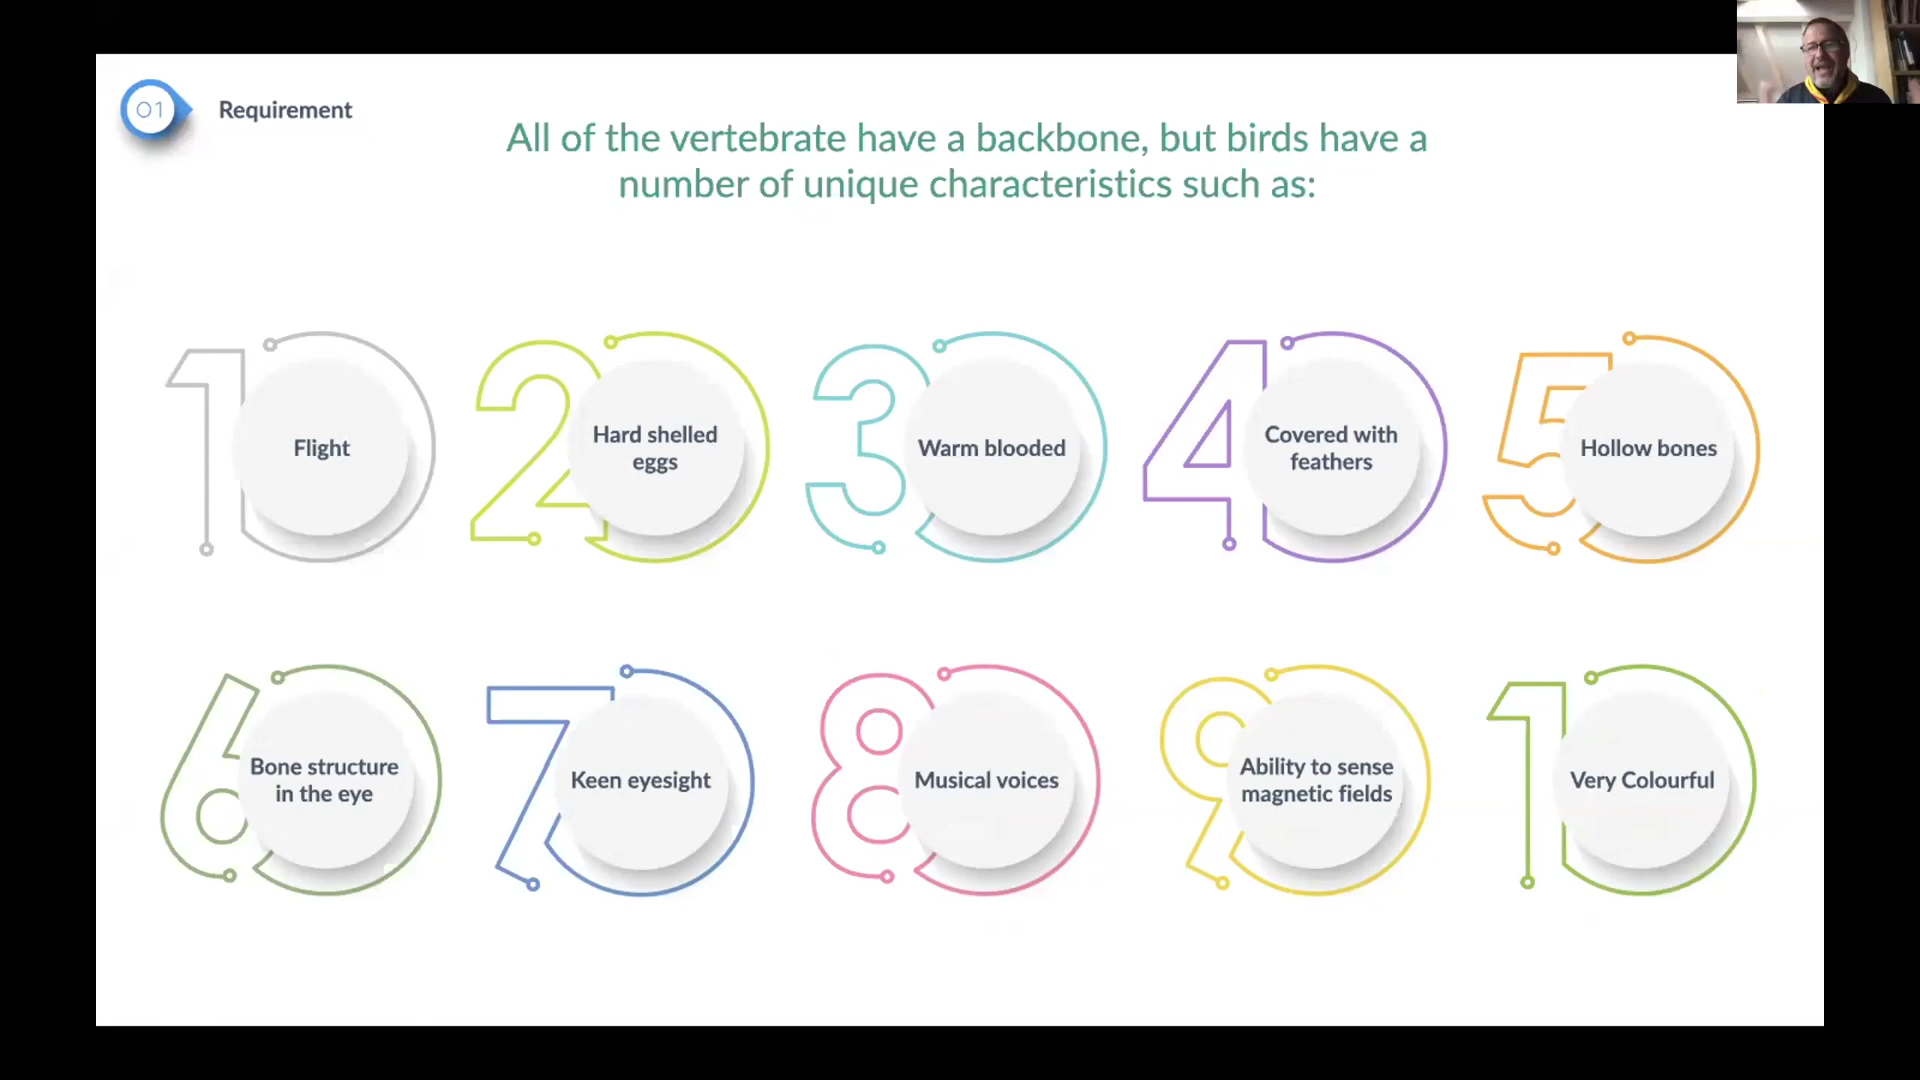 01
Requirement
All of the vertebrate have a backbone, but birds have a
number of unique characteristics such as:
1
Flight
2
Hard shelled
eggs
3
Warm blooded
4
Covered with
feathers
5
Hollow bones
6
Bone structure
in the eye
7
Keen eyesight
8
Musical voices
9
Ability to sense
magnetic fields
1
Very Colourful